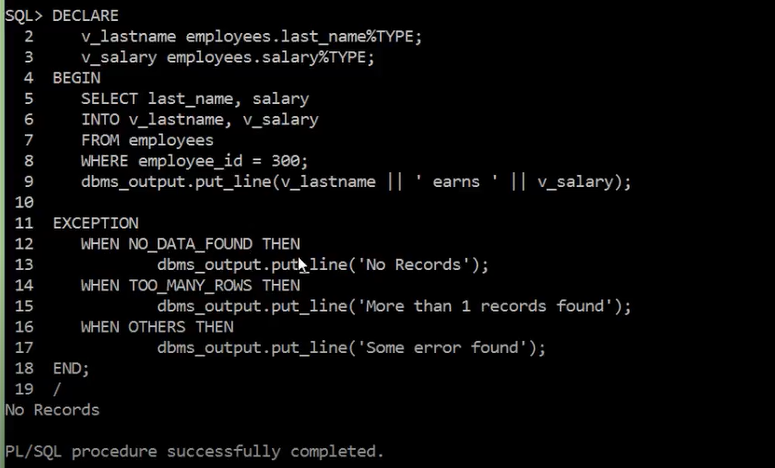 SQL> DECLARE
  2     v_lastname employees.last_name%TYPE;
  3     v_salary employees.salary%TYPE;
  4  BEGIN
  5     SELECT last_name, salary
  6     INTO v_lastname, v_salary
  7     FROM employees
  8     WHERE employee_id = 300;
  9     dbms_output.put_line(v_lastname || ' earns ' || v_salary);
 10
 11  EXCEPTION
 12     WHEN NO_DATA_FOUND THEN
 13             dbms_output.put_line('No Records');
 14     WHEN TOO_MANY_ROWS THEN
 15             dbms_output.put_line('More than 1 records found');
 16     WHEN OTHERS THEN
 17             dbms_output.put_line('Some error found');
 18  END;
 19  /
No Records
PL/SQL procedure successfully completed.